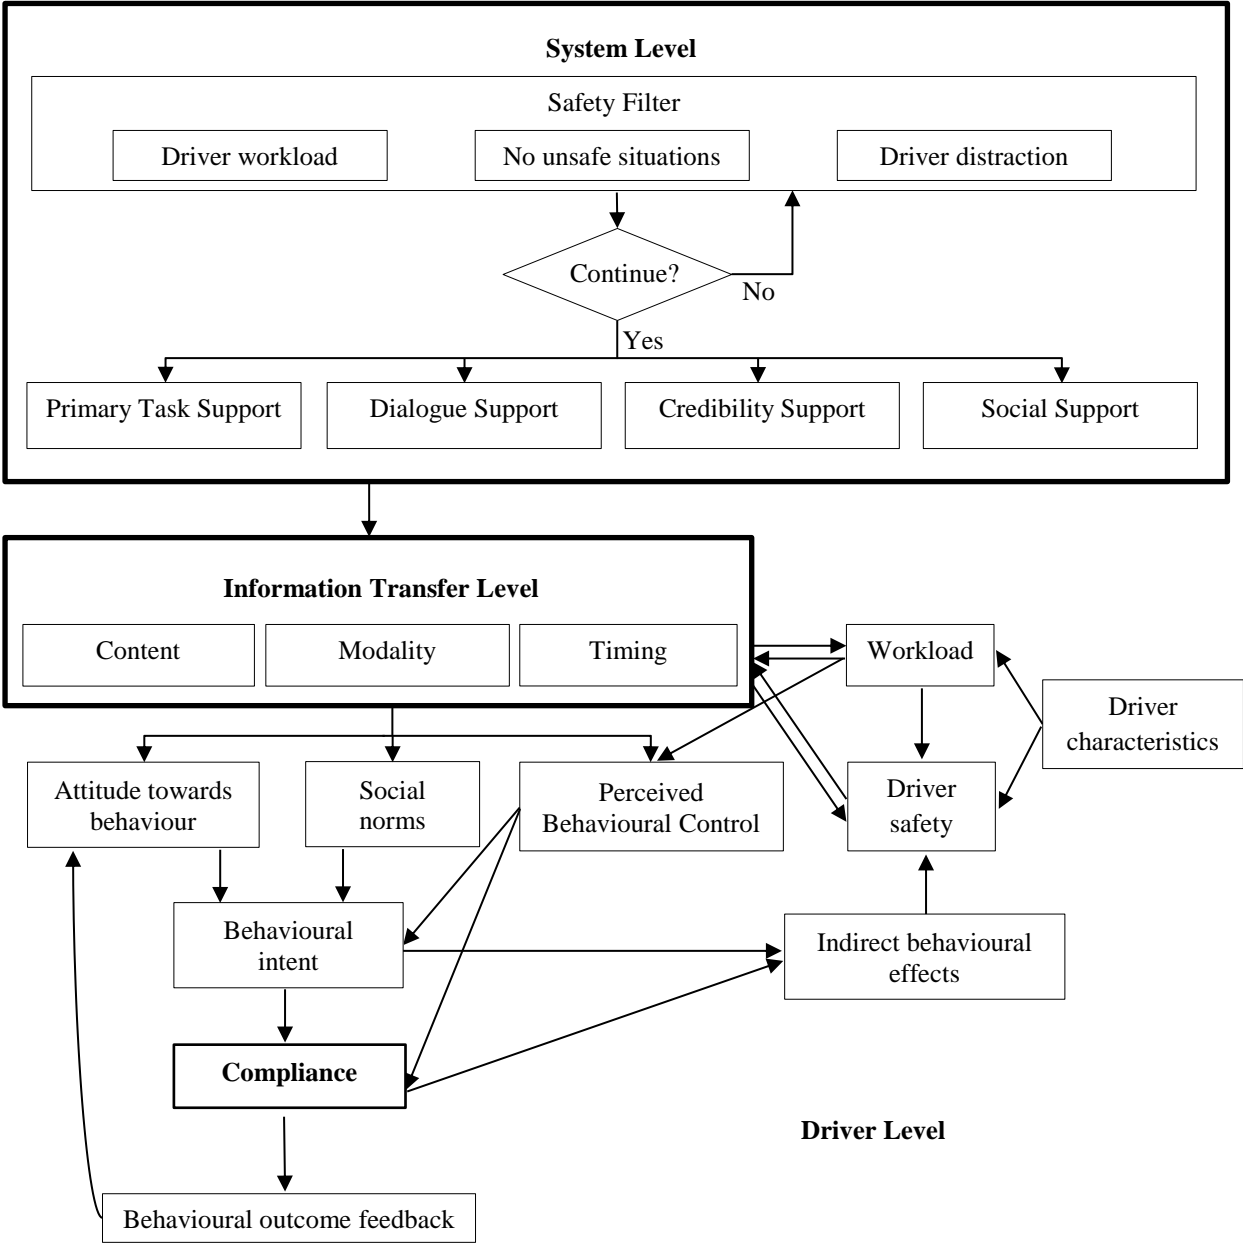 System Level
Safety Filter
Driver workload
No unsafe situations
Driver distraction
Continue?
No
Yes
Primary Task Support
Dialogue Support
Credibility Support
Social Support
Information Transfer Level
Content
Modality
Timing
Workload
Driver
characteristics
Attitude towards
behaviour
Social
norms
Perceived
Behavioural Control
Driver
safety
Behavioural
intent
Indirect behavioural
effects
Compliance
Driver Level
Behavioural outcome feedback